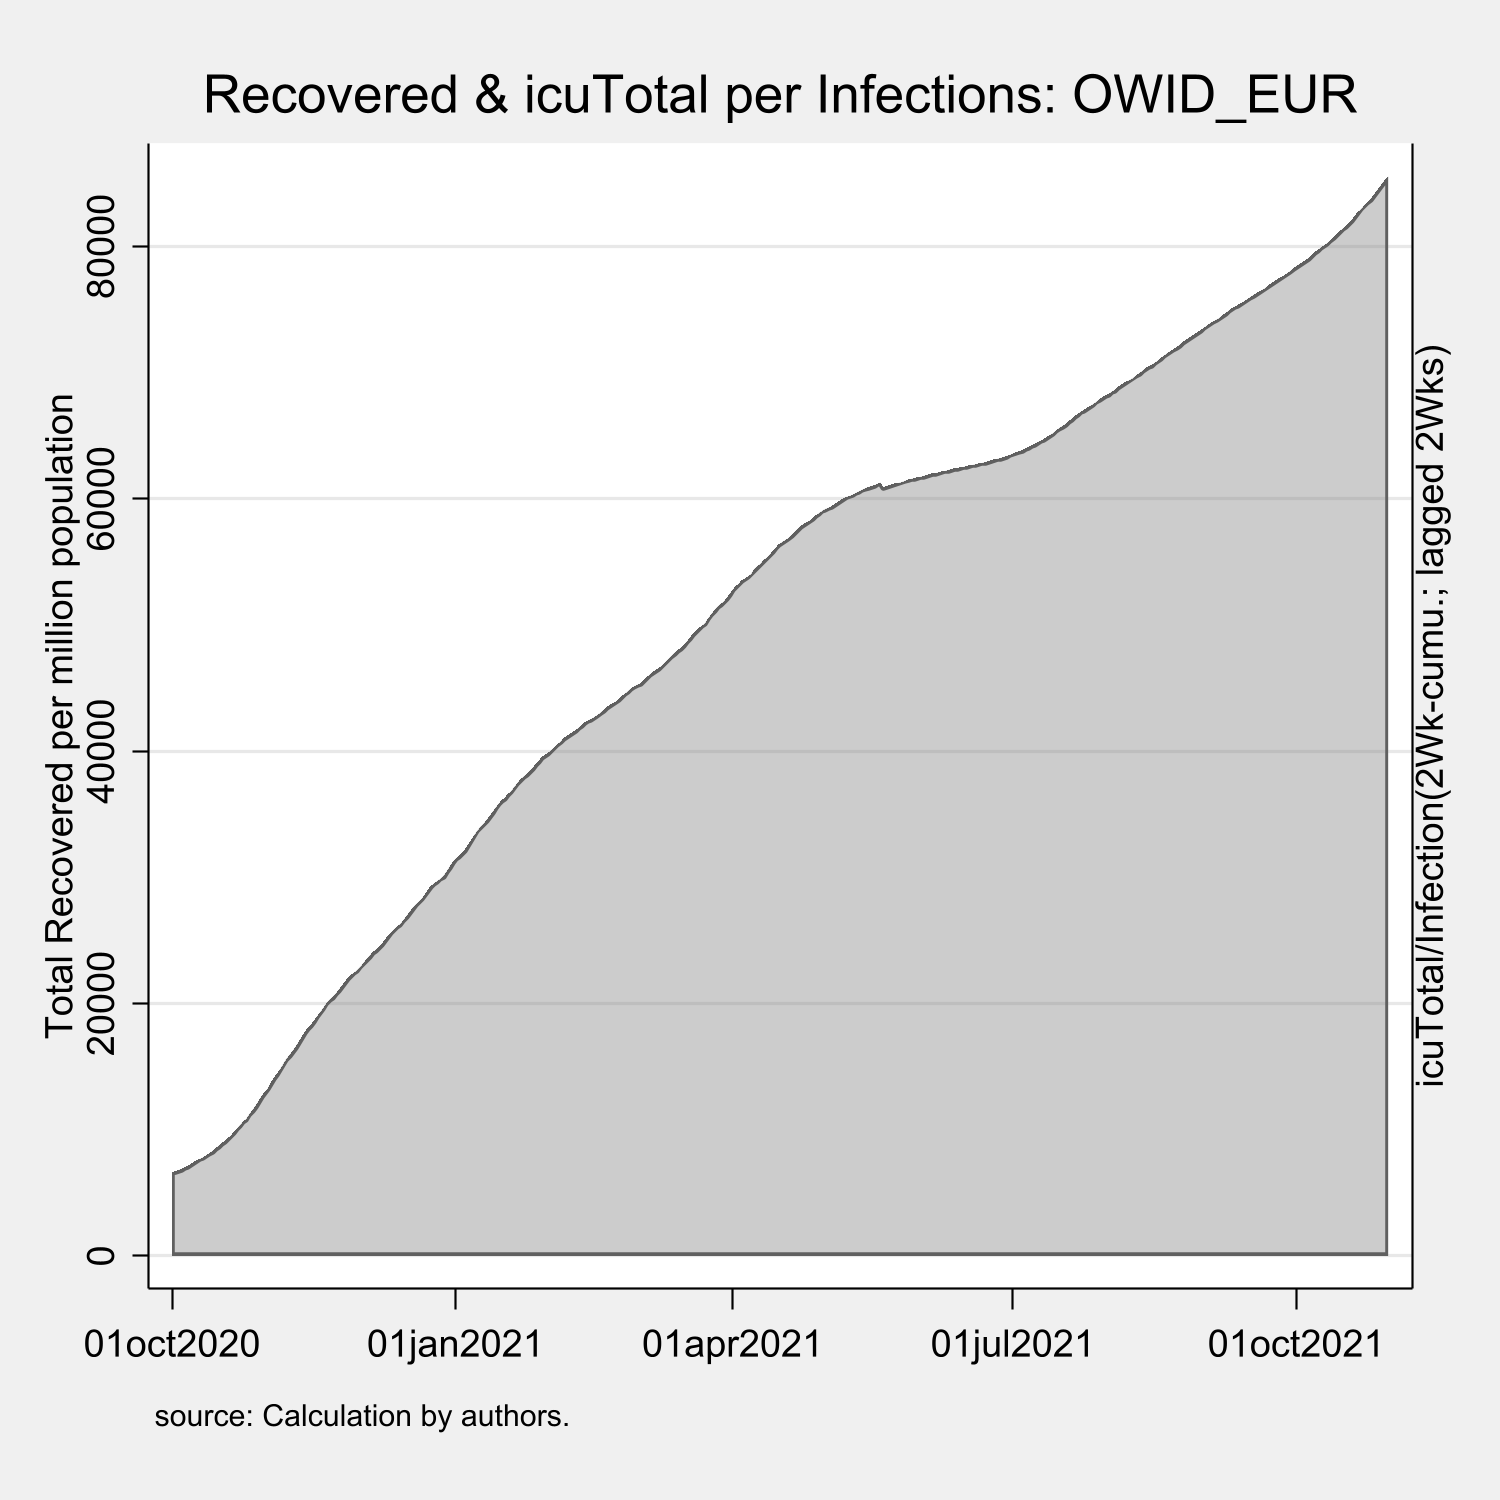 Recovered & icuTotal per Infections: OWID_EUR
Total Recovered per million population
80000
60000
40000
20000
0
icuTotal/Infection(2Wk-cumu.; lagged 2Wks)
01oct2020
01jan2021
01apr2021
01jul2021
01oct2021
source: Calculation by authors.